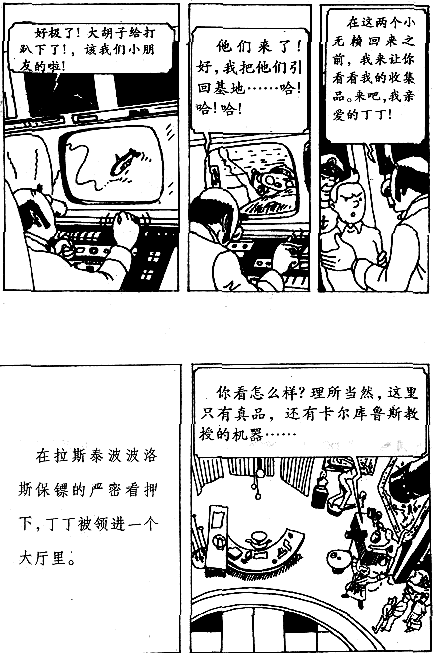 好极了！大胡子给打
趴下了！，该我们小朋
友的啦！
他们来了！
好，我把他们引
回基地……哈！
哈！哈！
在这两个小
无赖回来之
前，我来让你
看看我的收集
品。来吧，我亲
爱的丁丁！
在拉斯泰波波洛
斯保镖的严密看押
下，丁丁被领进一个
大厅里。
你看怎么样？理所当然，这里
只有真品，还有卡尔库鲁斯教
授的机器……